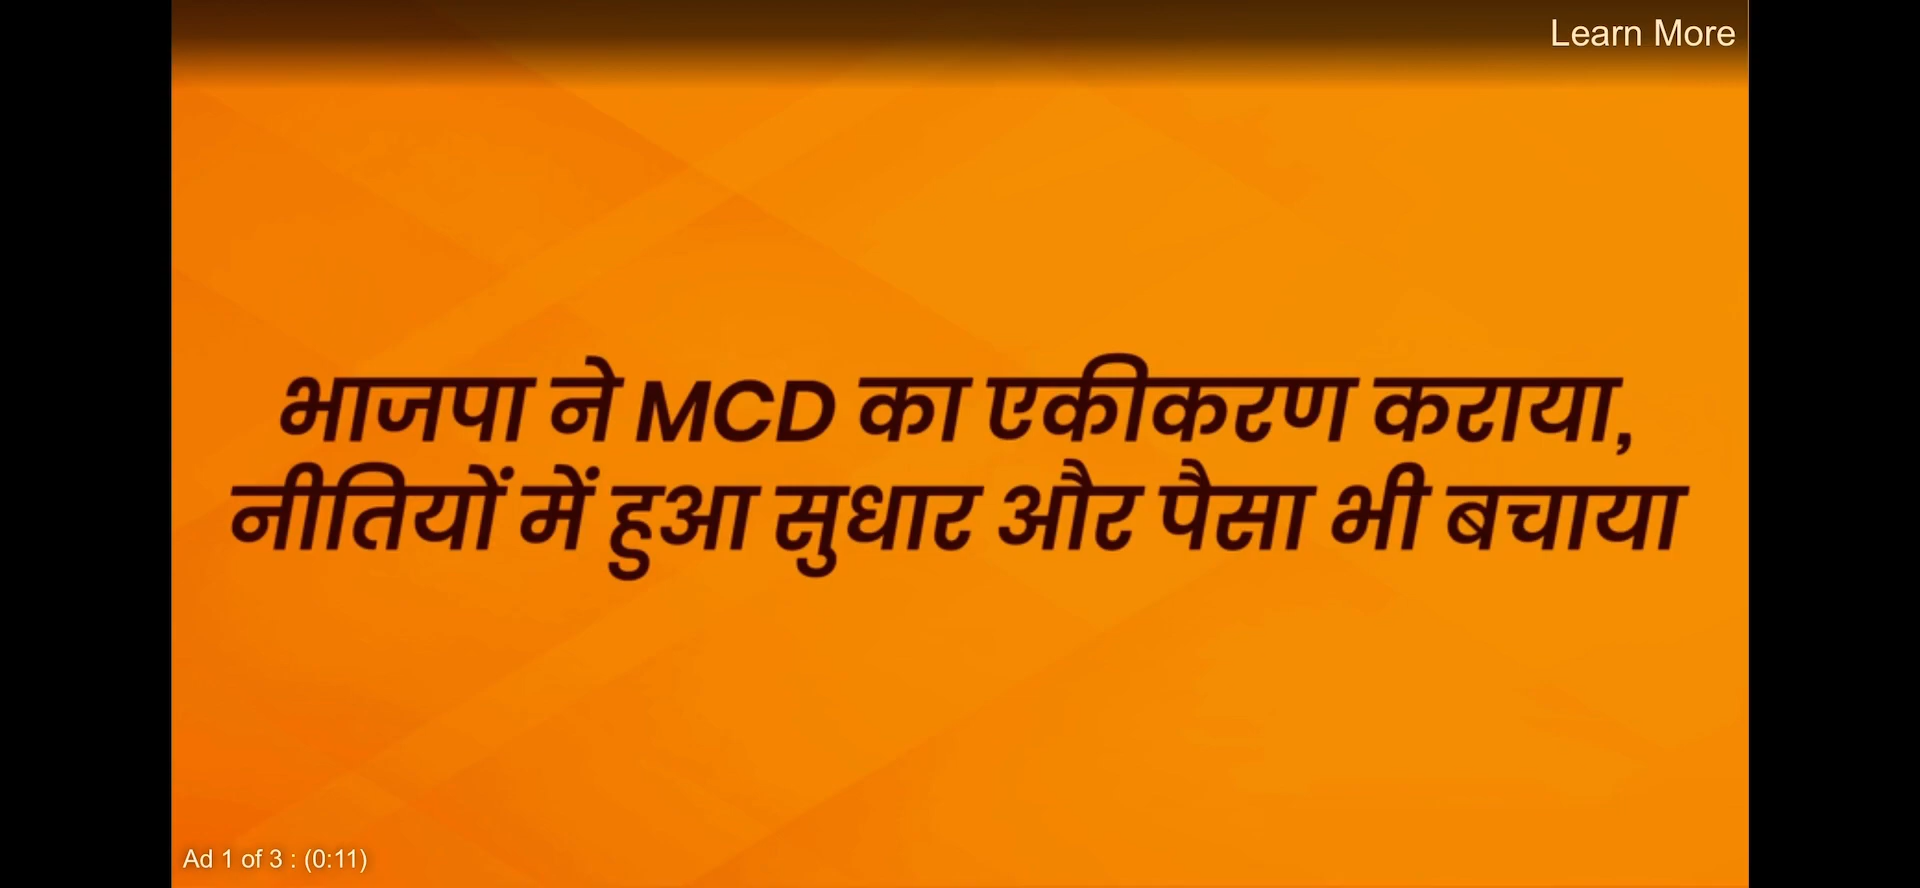 Learn More
भाजपा ने MCD का एकीकरण कराया,
नीतियों में हुआ सुधार और पैसा भी बचाया
Ad 1 of 3 : (0:11)